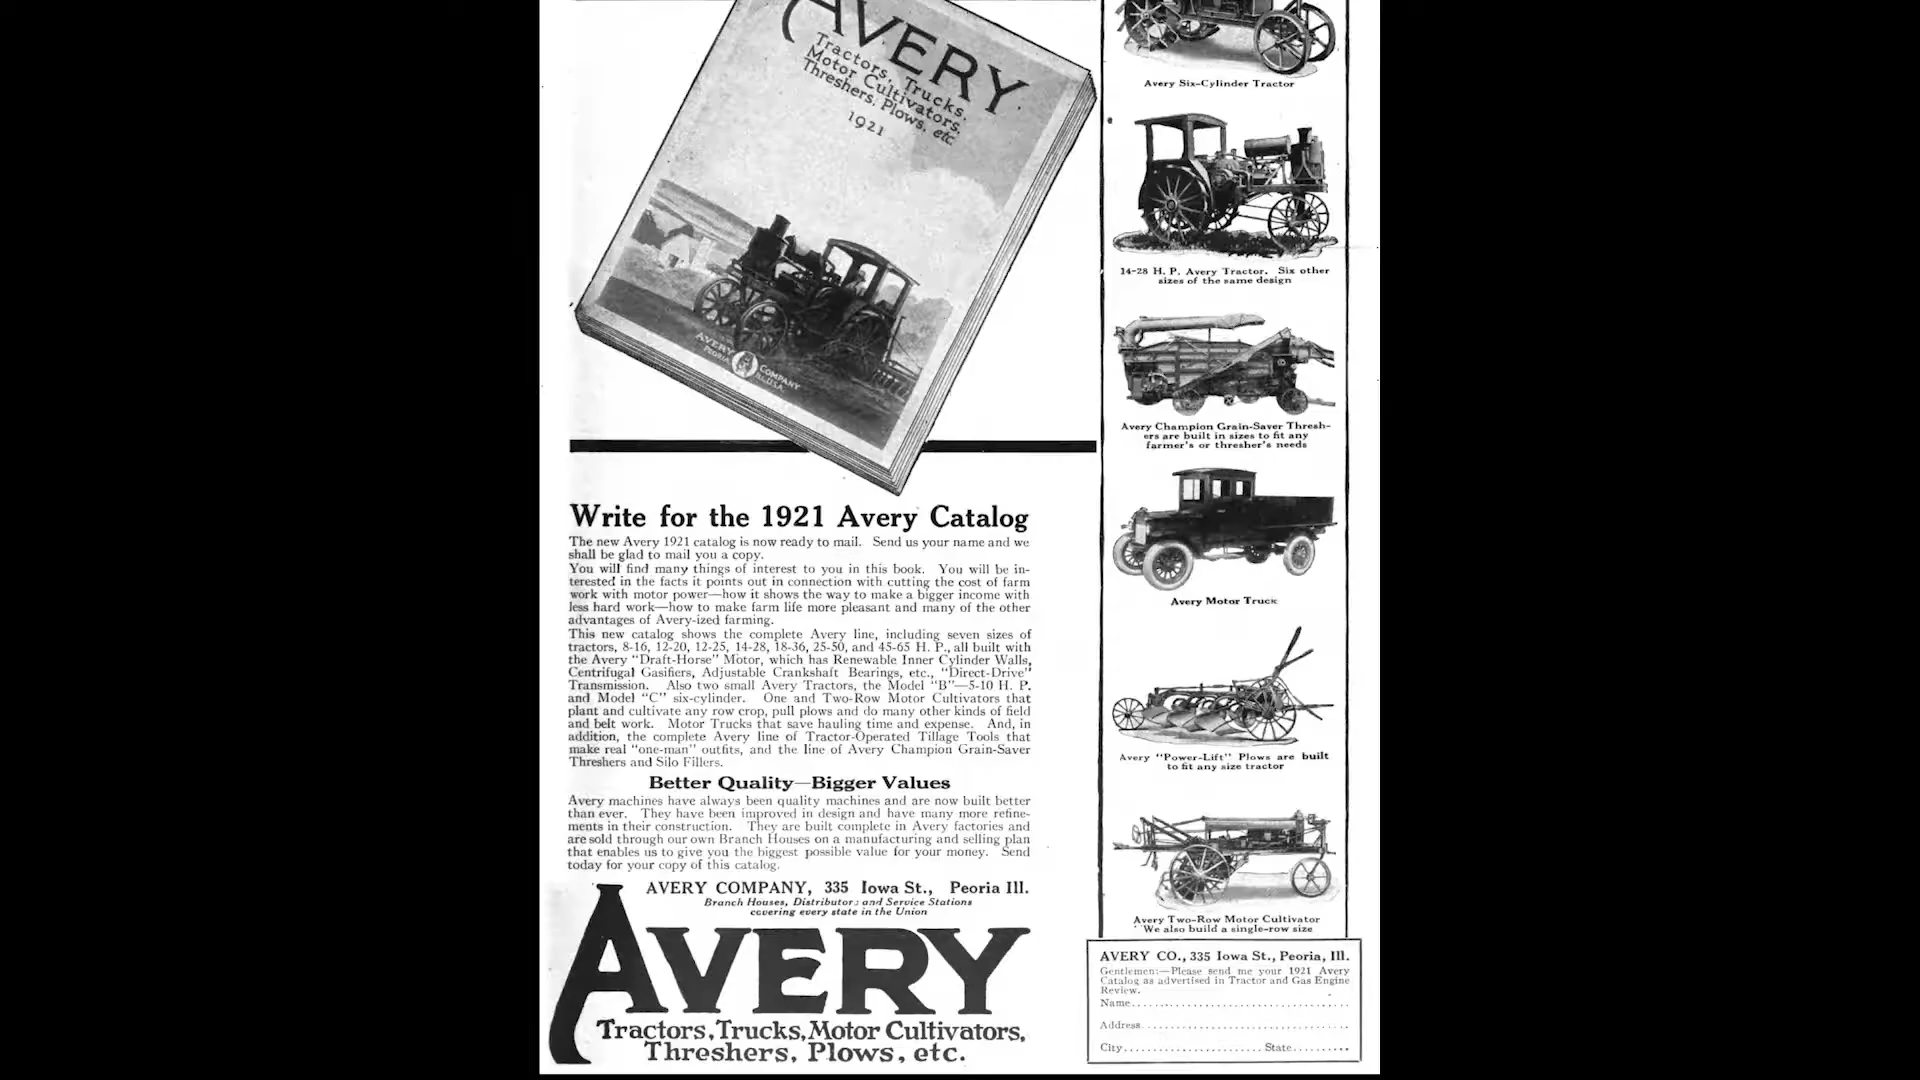 AVERY
Tractors, Trucks,
Motor Cultivators,
Threshers, Plows, etc.
1921
AVERY COMPANY
PEORIA ILL. U.S.A.
Write for the 1921 Avery Catalog
The new Avery 1921 catalog is now ready to mail. Send us your name and we
shall be glad to mail you a copy.
You will find many things of interest to you in this book. You will be in-
terested in the facts it points out in connection with cutting the cost of farm
work with motor power—how it shows the way to make a bigger income with
less hard work—how to make farm life more pleasant and many of the other
advantages of Avery-ized farming.
This new catalog shows the complete Avery line, including seven sizes of
tractors, 8-16, 12-20, 12-25, 14-28, 18-36, 25-50, and 45-65 H. P., all built with
the Avery "Draft-Horse" Motor, which has Renewable Inner Cylinder Walls,
Centrifugal Gasifiers, Adjustable Crankshaft Bearings, etc., "Direct-Drive"
Transmission. Also two small Avery Tractors, the Model "B"—5-10 H. P.
and Model "C" six-cylinder. One and Two-Row Motor Cultivators that
plant and cultivate any row crop, pull plows and do many other kinds of field
and belt work. Motor Trucks that save hauling time and expense. And, in
addition, the complete Avery line of Tractor-Operated Tillage Tools that
make real "one-man" outfits, and the line of Avery Champion Grain-Saver
Threshers and Silo Fillers.
Better Quality—Bigger Values
Avery machines have always been quality machines and are now built better
than ever. They have been improved in design and have many more refine-
ments in their construction. They are built complete in Avery factories and
are sold through our own Branch Houses on a manufacturing and selling plan
that enables us to give you the biggest possible value for your money. Send
today for your copy of this catalog.
AVERY COMPANY, 335 Iowa St., Peoria Ill.
Branch Houses, Distributors and Service Stations
covering every state in the Union
AVERY
Tractors, Trucks, Motor Cultivators,
Threshers, Plows, etc.
Avery Six-Cylinder Tractor
14-28 H. P. Avery Tractor. Six other
sizes of the same design
Avery Champion Grain-Saver Thresh-
ers are built in sizes to fit any
farmer's or thresher's needs
Avery Motor Truck
Avery "Power-Lift" Plows are built
to fit any size tractor
Avery Two-Row Motor Cultivator
We also build a single-row size
AVERY CO., 335 Iowa St., Peoria, Ill.
Gentlemen:—Please send me your 1921 Avery
Catalog as advertised in Tractor and Gas Engine
Review.
Name
Address
City State